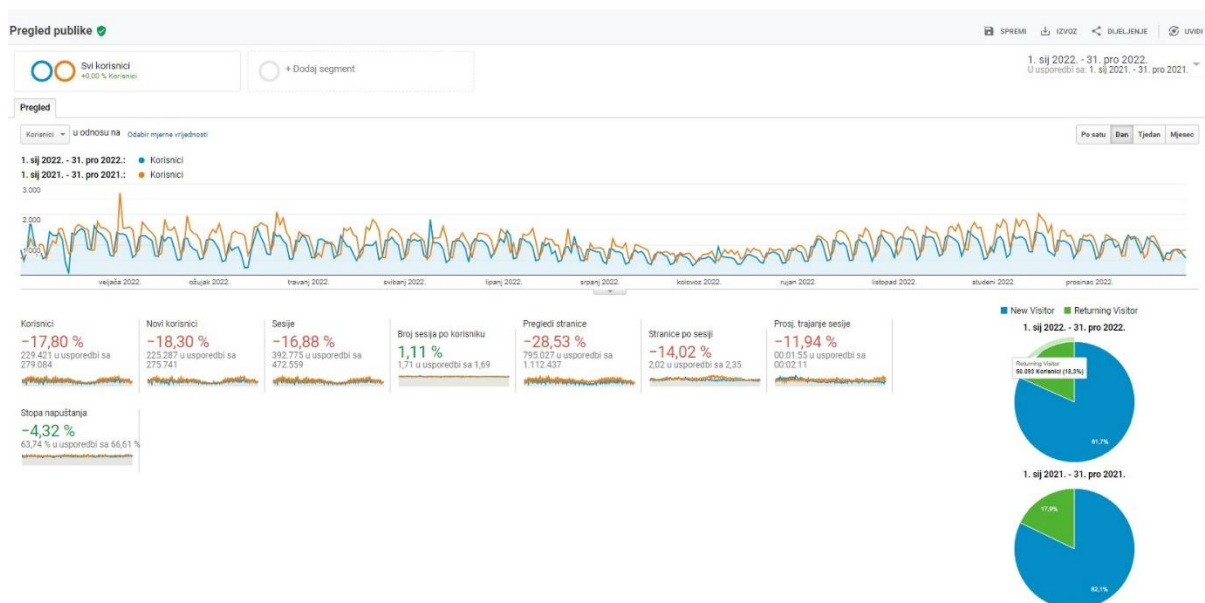 Pregled publike
SPREMI IZVOZ DIJELJENJE UVIDI
Svi korisnici
+0,00 % Korisnici
+ Dodaj segment
1. sij 2022. - 31. pro 2022.
U usporedbi sa: 1. sij 2021. - 31. pro 2021.
Pregled
Korisnici u odnosu na Odabir mjerne vrijednosti
Po satu Dan Tjedan Mjesec
1. sij 2022. - 31. pro 2022.: Korisnici
1. sij 2021. - 31. pro 2021.: Korisnici
3.000
2.000
1.000
veljača 2022. ožujak 2022. travanj 2022. svibanj 2022. lipanj 2022. srpanj 2022. kolovoz 2022. rujan 2022. listopad 2022. studeni 2022. prosinac 2022.
Korisnici
−17,80 %
229.421 u usporedbi sa
279.084
Novi korisnici
−18,30 %
225.287 u usporedbi sa
275.741
Sesije
−16,88 %
392.775 u usporedbi sa
472.559
Broj sesija po korisniku
1,11 %
1,71 u usporedbi sa 1,69
Pregledi stranice
−28,53 %
795.027 u usporedbi sa
1.112.437
Stranice po sesiji
−14,02 %
2,02 u usporedbi sa 2,35
Prosj. trajanje sesije
−11,94 %
00:01:55 u usporedbi sa
00:02:11
Stopa napuštanja
−4,32 %
63,74 % u usporedbi sa 66,61 %
New Visitor Returning Visitor
1. sij 2022. - 31. pro 2022.
Returning Visitor
50.093 Korisnici (18,3%)
81,7%
1. sij 2021. - 31. pro 2021.
17,9%
82,1%